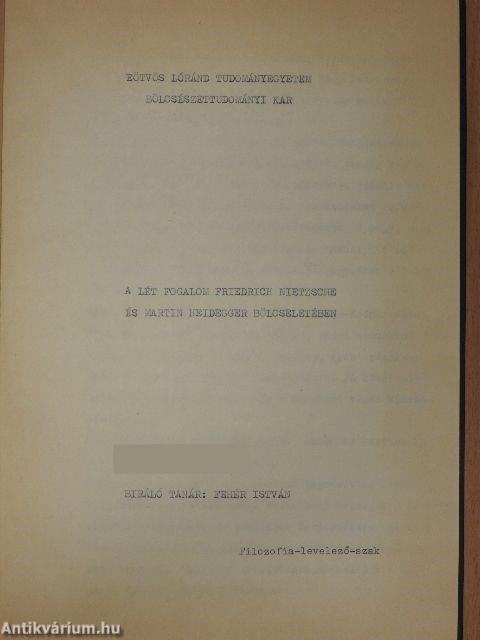 EÖTVÖS LÓRÁND TUDOMÁNYEGYETEM
BÖLCSÉSZETTUDOMÁNYI KAR
A LÉT FOGALOM FRIEDRICH NIETZSCHE
ÉS MARTIN HEIDEGGER BÖLCSELETÉBEN
BIRÁLÓ TANÁR: FEHÉR ISTVÁN
Filozofia-levelező-szak
Antikvárium.hu